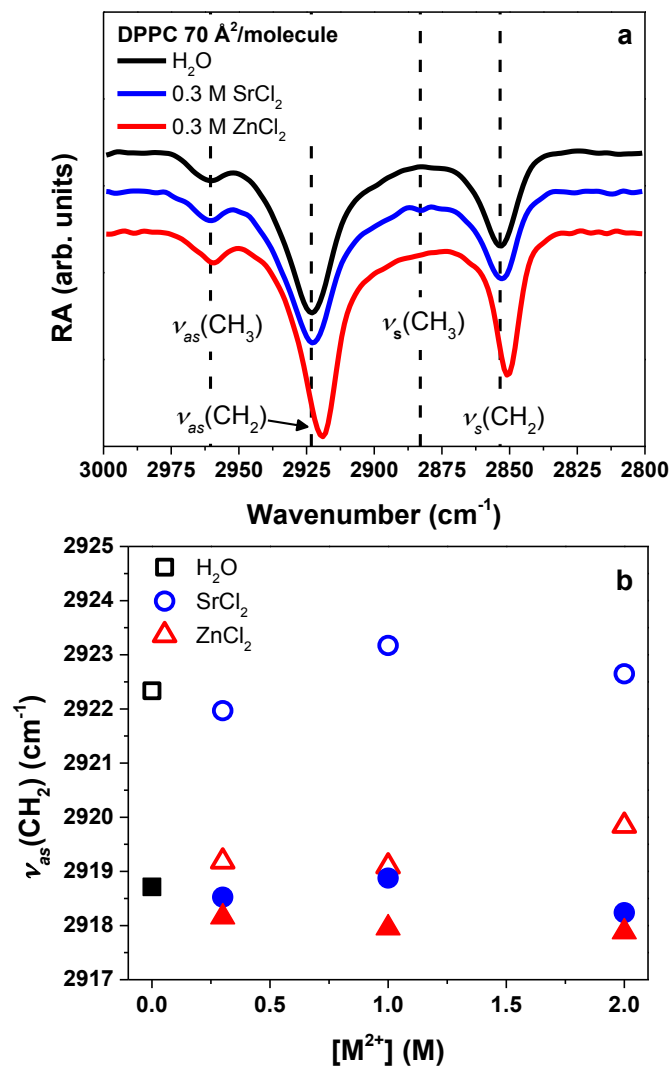 DPPC 70 Å²/molecule
a
H₂O
0.3 M SrCl₂
0.3 M ZnCl₂
RA (arb. units)
νas(CH₃)
νs(CH₃)
νas(CH₂)
νs(CH₂)
3000 2975 2950 2925 2900 2875 2850 2825 2800
Wavenumber (cm⁻¹)
b
H₂O
SrCl₂
ZnCl₂
νas(CH₂) (cm⁻¹)
2925
2924
2923
2922
2921
2920
2919
2918
2917
0.0 0.5 1.0 1.5 2.0
[M²⁺] (M)